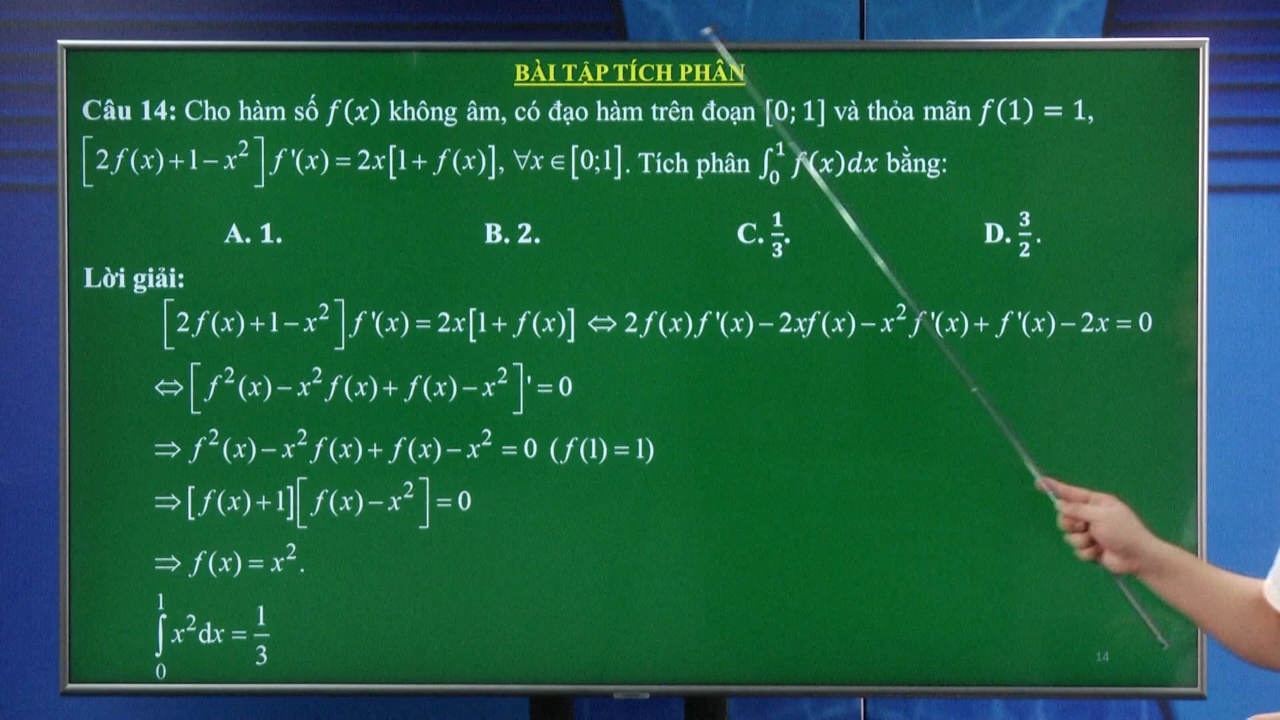 BÀI TẬP TÍCH PHÂN
Câu 14: Cho hàm số f(x) không âm, có đạo hàm trên đoạn [0; 1] và thỏa mãn f(1) = 1,
[2f(x)+1−x²]f'(x) = 2x[1+f(x)], ∀x∈[0;1]. Tích phân ∫₀¹ f(x)dx bằng:
A. 1. B. 2. C. 1/3. D. 3/2.
Lời giải:
[2f(x)+1−x²]f'(x) = 2x[1+f(x)] ⇔ 2f(x)f'(x)−2xf(x)−x²f'(x)+f'(x)−2x = 0
⇔ [f²(x)−x²f(x)+f(x)−x²]' = 0
⇒ f²(x)−x²f(x)+f(x)−x² = 0 (f(1) = 1)
⇒ [f(x)+1][f(x)−x²] = 0
⇒ f(x) = x².
∫₀¹ x²dx = 1/3
14